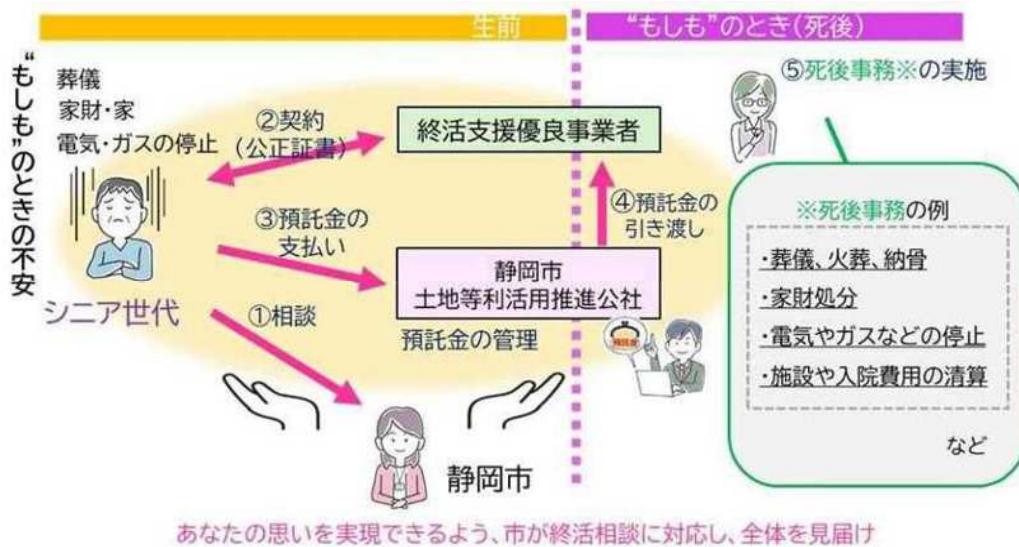 生前
“もしも”のとき(死後)
“もしも”のときの不安
葬儀
家財・家
電気・ガスの停止
シニア世代
②契約
(公正証書)
終活支援優良事業者
③預託金の
支払い
④預託金の
引き渡し
静岡市
土地等利活用推進公社
預託金の管理
預託金
①相談
静岡市
⑤死後事務※の実施
※死後事務の例
・葬儀、火葬、納骨
・家財処分
・電気やガスなどの停止
・施設や入院費用の清算
など
あなたの思いを実現できるよう、市が終活相談に対応し、全体を見届け